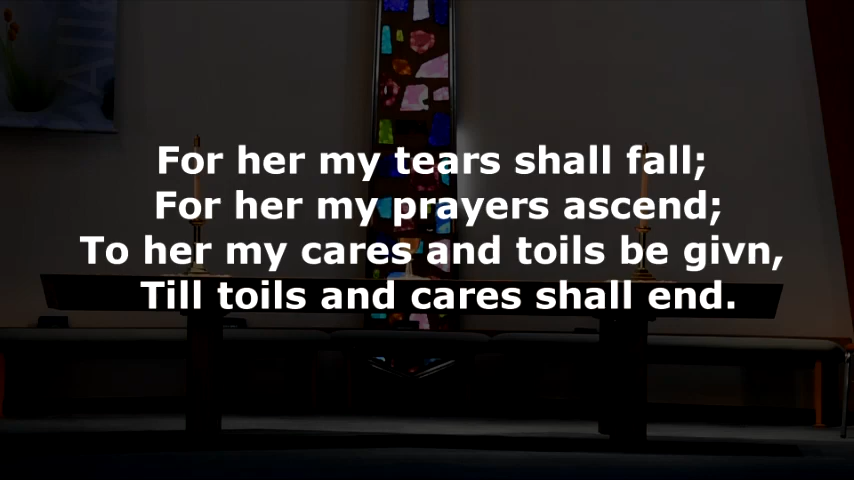 For her my tears shall fall;
For her my prayers ascend;
To her my cares and toils be givn,
Till toils and cares shall end.